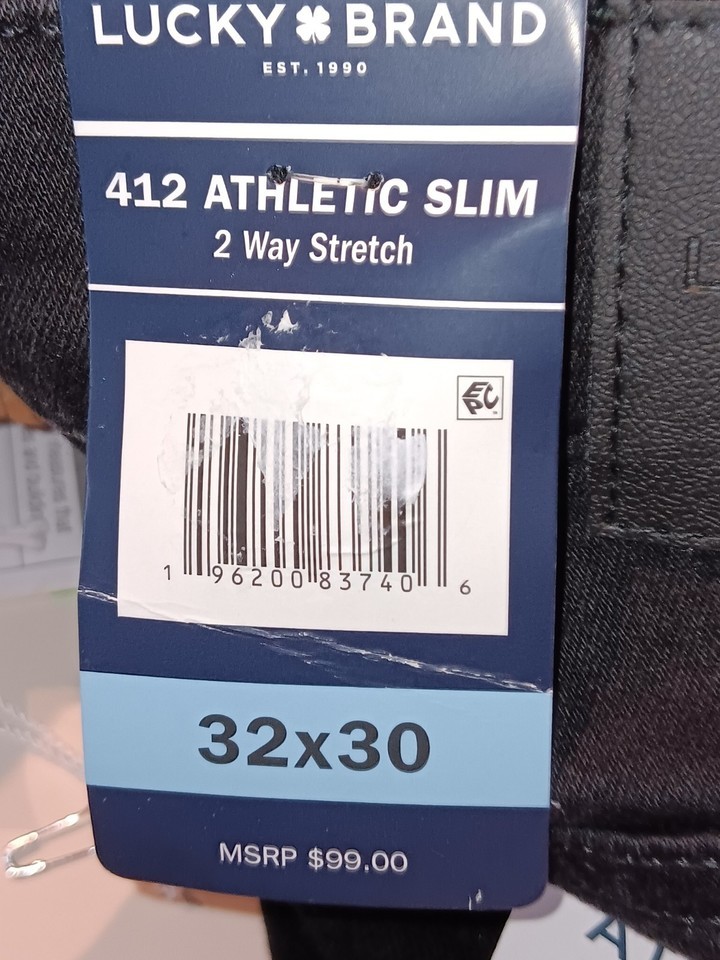 LUCKY BRAND
EST. 1990
412 ATHLETIC SLIM
2 Way Stretch
EPC
1 96200 83740 6
32x30
MSRP $99.00